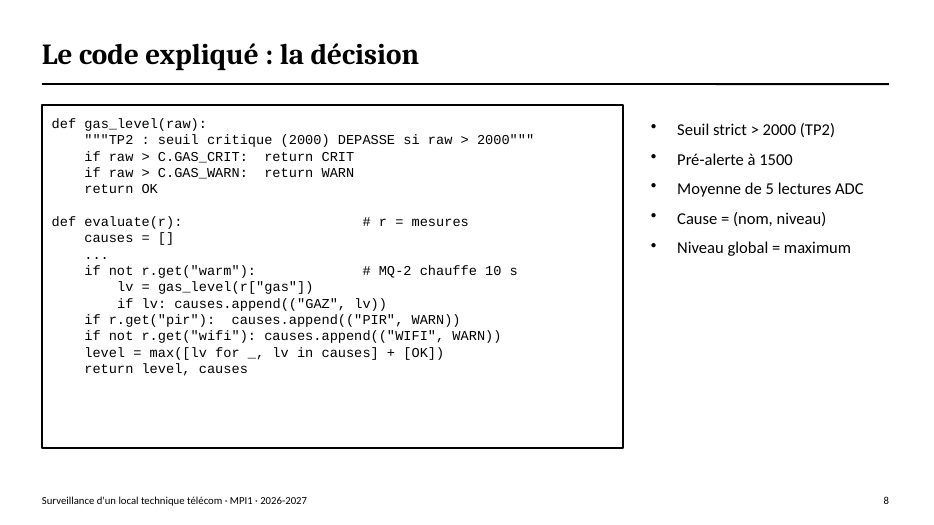 Le code expliqué : la décision
def gas_level(raw):
    """TP2 : seuil critique (2000) DEPASSE si raw > 2000"""
    if raw > C.GAS_CRIT:  return CRIT
    if raw > C.GAS_WARN:  return WARN
    return OK

def evaluate(r):                      # r = mesures
    causes = []
    ...
    if not r.get("warm"):             # MQ-2 chauffe 10 s
        lv = gas_level(r["gas"])
        if lv: causes.append(("GAZ", lv))
    if r.get("pir"):  causes.append(("PIR", WARN))
    if not r.get("wifi"): causes.append(("WIFI", WARN))
    level = max([lv for _, lv in causes] + [OK])
    return level, causes
• Seuil strict > 2000 (TP2)
• Pré-alerte à 1500
• Moyenne de 5 lectures ADC
• Cause = (nom, niveau)
• Niveau global = maximum
Surveillance d'un local technique télécom · MPI1 · 2026-2027
8